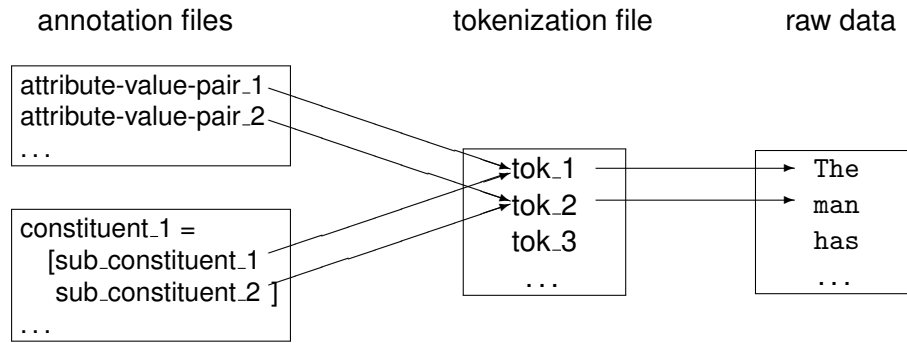 annotation files
tokenization file
raw data
attribute-value-pair_1
attribute-value-pair_2
...
constituent_1 =
[sub_constituent_1
sub_constituent_2 ]
...
tok_1
tok_2
tok_3
...
The
man
has
...